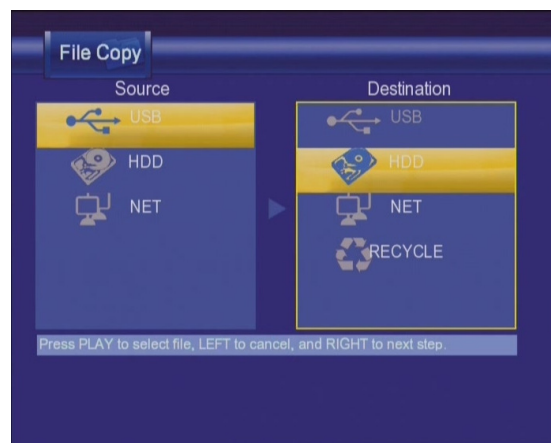 File Copy
Source
Destination
USB
USB
HDD
HDD
NET
NET
RECYCLE
Press PLAY to select file, LEFT to cancel, and RIGHT to next step.